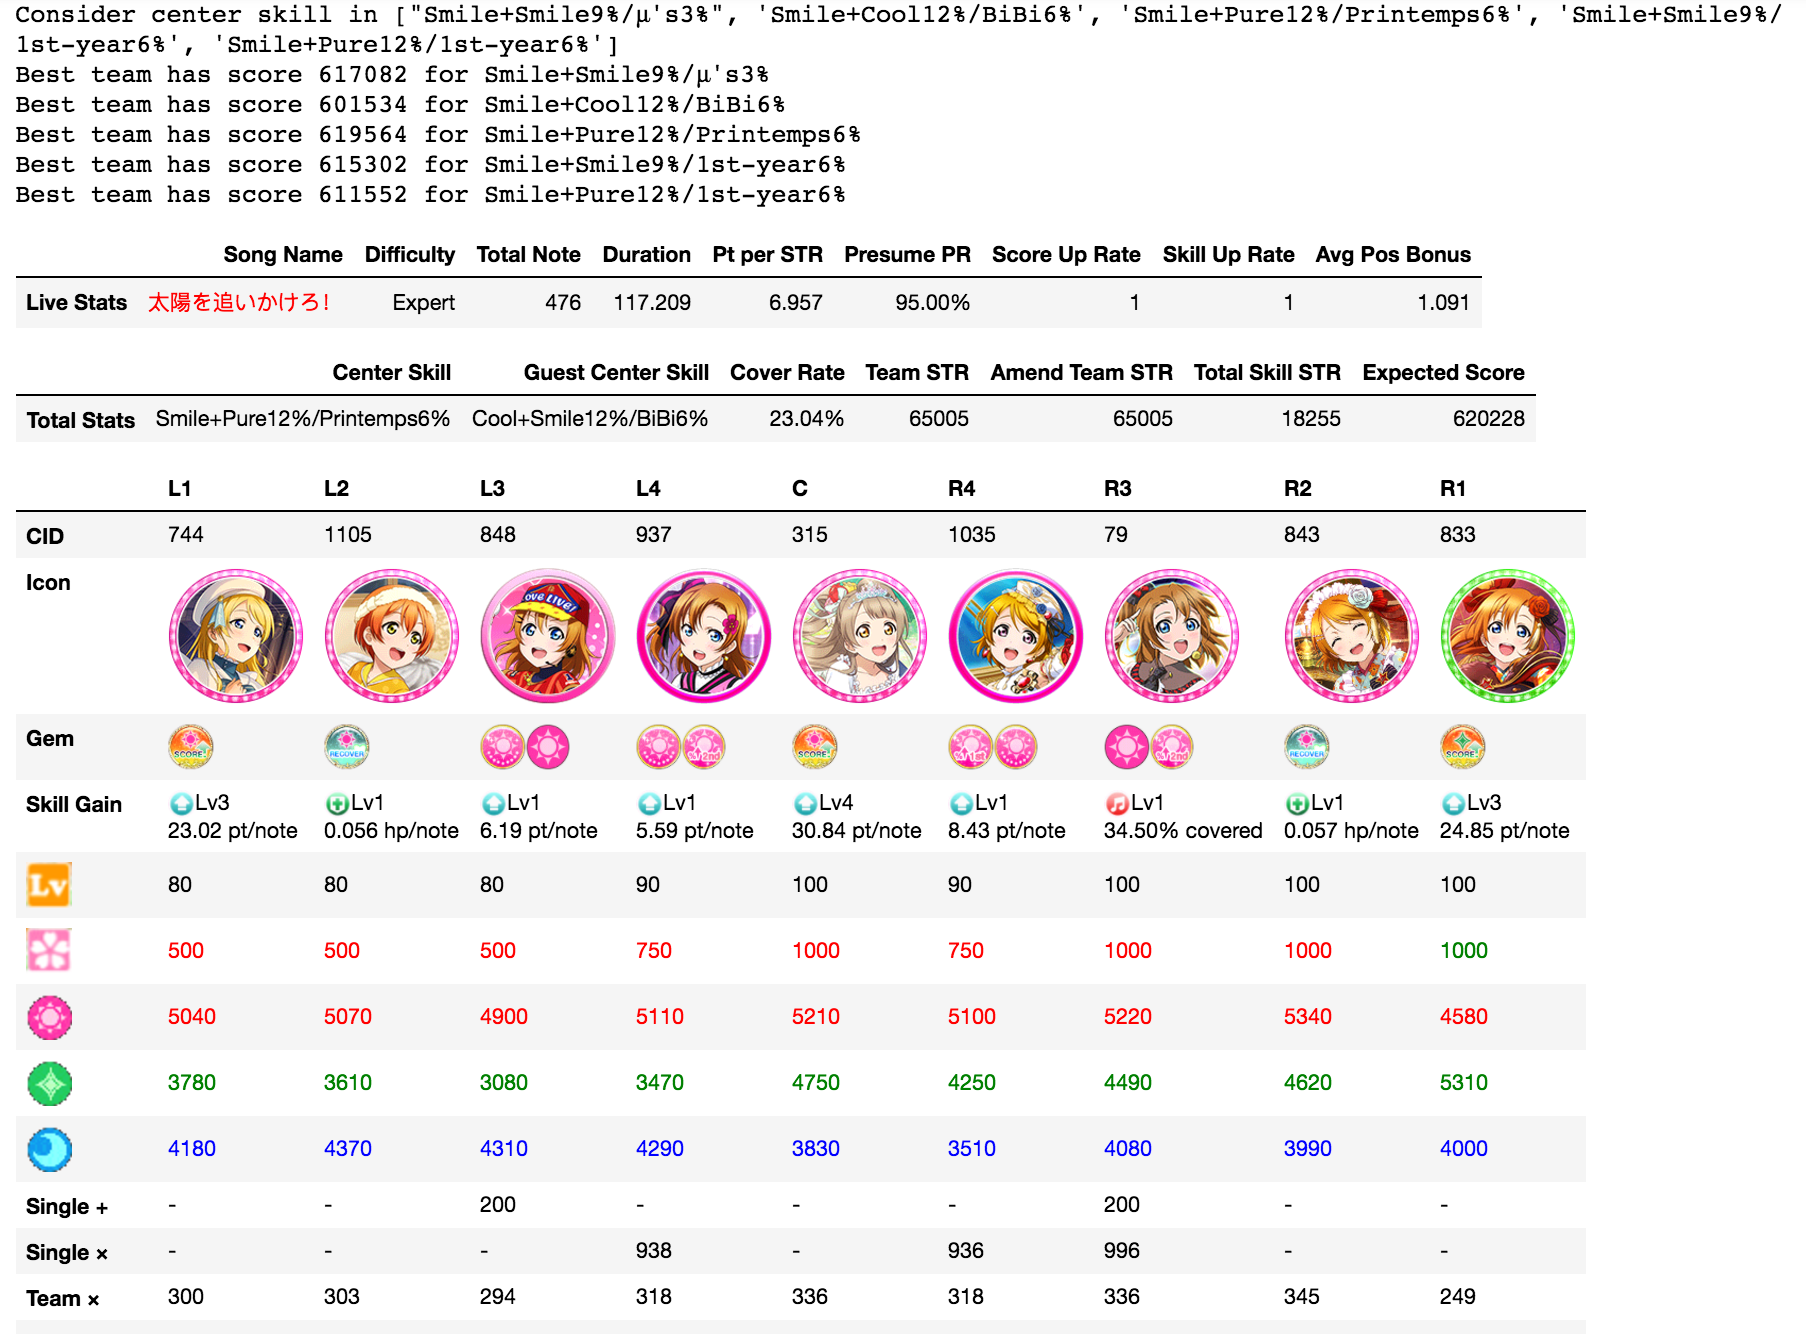 Consider center skill in ["Smile+Smile9%/μ's3%", 'Smile+Cool12%/BiBi6%', 'Smile+Pure12%/Printemps6%', 'Smile+Smile9%/
1st-year6%', 'Smile+Pure12%/1st-year6%']
Best team has score 617082 for Smile+Smile9%/μ's3%
Best team has score 601534 for Smile+Cool12%/BiBi6%
Best team has score 619564 for Smile+Pure12%/Printemps6%
Best team has score 615302 for Smile+Smile9%/1st-year6%
Best team has score 611552 for Smile+Pure12%/1st-year6%
Song Name Difficulty Total Note Duration Pt per STR Presume PR Score Up Rate Skill Up Rate Avg Pos Bonus
Live Stats 太陽を追いかけろ! Expert 476 117.209 6.957 95.00% 1 1 1.091
Center Skill Guest Center Skill Cover Rate Team STR Amend Team STR Total Skill STR Expected Score
Total Stats Smile+Pure12%/Printemps6% Cool+Smile12%/BiBi6% 23.04% 65005 65005 18255 620228
L1 L2 L3 L4 C R4 R3 R2 R1
CID 744 1105 848 937 315 1035 79 843 833
Icon
Gem SCORE RECOVER %2nd SCORE %1st %2nd RECOVER SCORE
Skill Gain Lv3 Lv1 Lv1 Lv1 Lv4 Lv1 Lv1 Lv1 Lv3
23.02 pt/note 0.056 hp/note 6.19 pt/note 5.59 pt/note 30.84 pt/note 8.43 pt/note 34.50% covered 0.057 hp/note 24.85 pt/note
Lv 80 80 80 90 100 90 100 100 100
500 500 500 750 1000 750 1000 1000 1000
5040 5070 4900 5110 5210 5100 5220 5340 4580
3780 3610 3080 3470 4750 4250 4490 4620 5310
4180 4370 4310 4290 3830 3510 4080 3990 4000
Single + - - 200 - - - 200 - -
Single × - - - 938 - 936 996 - -
Team × 300 303 294 318 336 318 336 345 249